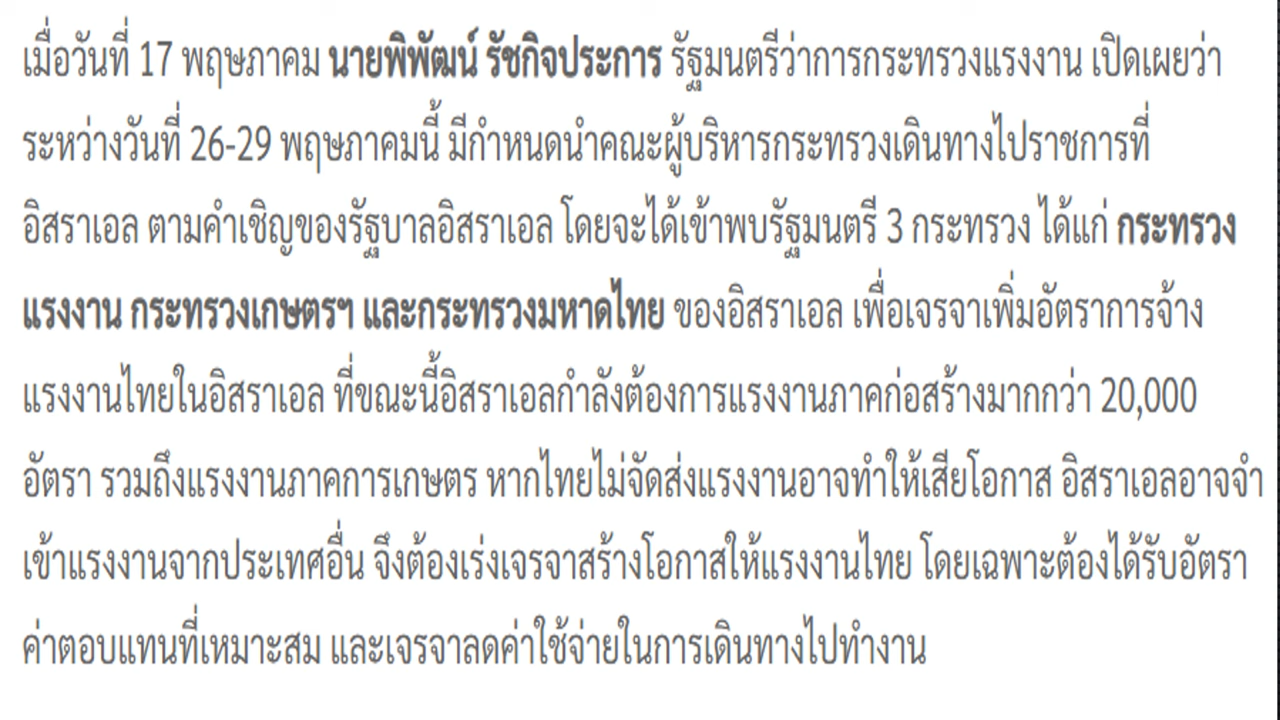 เมื่อวันที่ 17 พฤษภาคม นายพิพัฒน์ รัชกิจประการ รัฐมนตรีว่าการกระทรวงแรงงาน เปิดเผยว่า
ระหว่างวันที่ 26-29 พฤษภาคมนี้ มีกำหนดนำคณะผู้บริหารกระทรวงเดินทางไปราชการที่
อิสราเอล ตามคำเชิญของรัฐบาลอิสราเอล โดยจะได้เข้าพบรัฐมนตรี 3 กระทรวง ได้แก่ กระทรวง
แรงงาน กระทรวงเกษตรฯ และกระทรวงมหาดไทย ของอิสราเอล เพื่อเจรจาเพิ่มอัตราการจ้าง
แรงงานไทยในอิสราเอล ที่ขณะนี้อิสราเอลกำลังต้องการแรงงานภาคก่อสร้างมากกว่า 20,000
อัตรา รวมถึงแรงงานภาคการเกษตร หากไทยไม่จัดส่งแรงงานอาจทำให้เสียโอกาส อิสราเอลอาจจำ
เข้าแรงงานจากประเทศอื่น จึงต้องเร่งเจรจาสร้างโอกาสให้แรงงานไทย โดยเฉพาะต้องได้รับอัตรา
ค่าตอบแทนที่เหมาะสม และเจรจาลดค่าใช้จ่ายในการเดินทางไปทำงาน